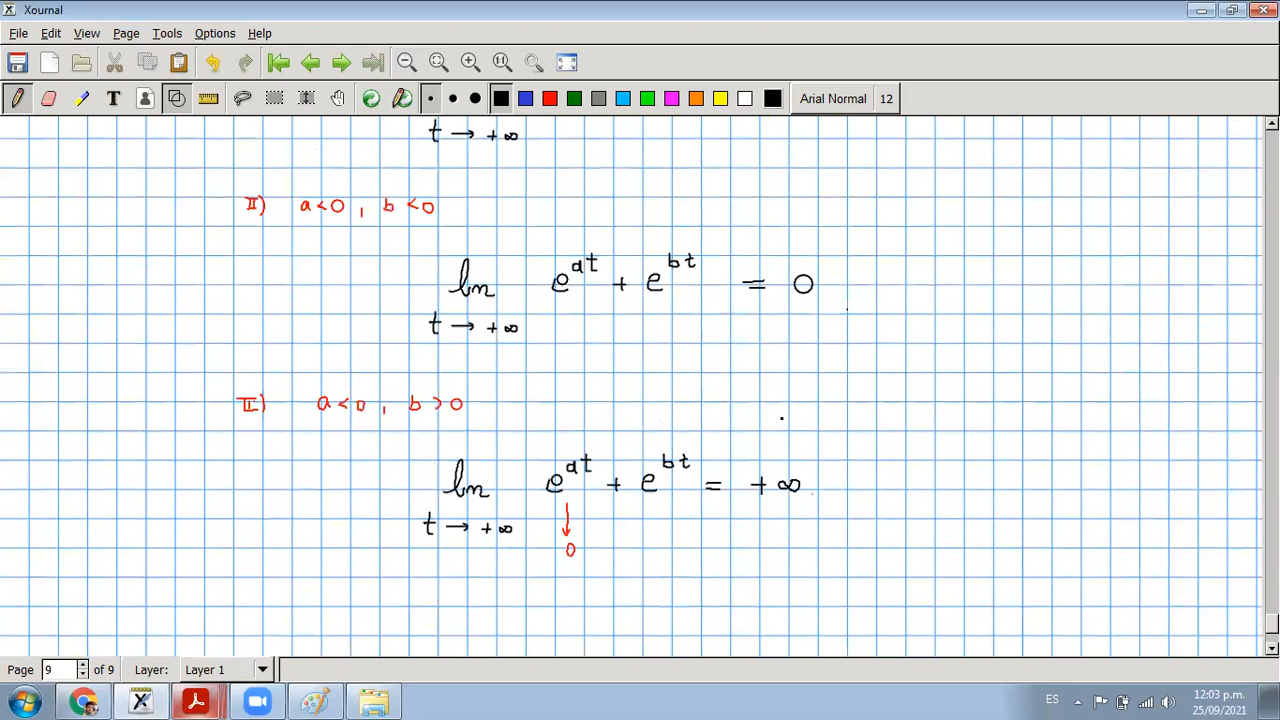 Xournal
File Edit View Page Tools Options Help
Arial Normal 12
t → +∞
II) a<0, b<0
lim e^{at} + e^{bt} = 0
t → +∞
II) a<0, b>0
lim e^{at} + e^{bt} = +∞
t → +∞
0
Page 9 of 9 Layer: Layer 1
ES 12:03 p.m.
25/09/2021